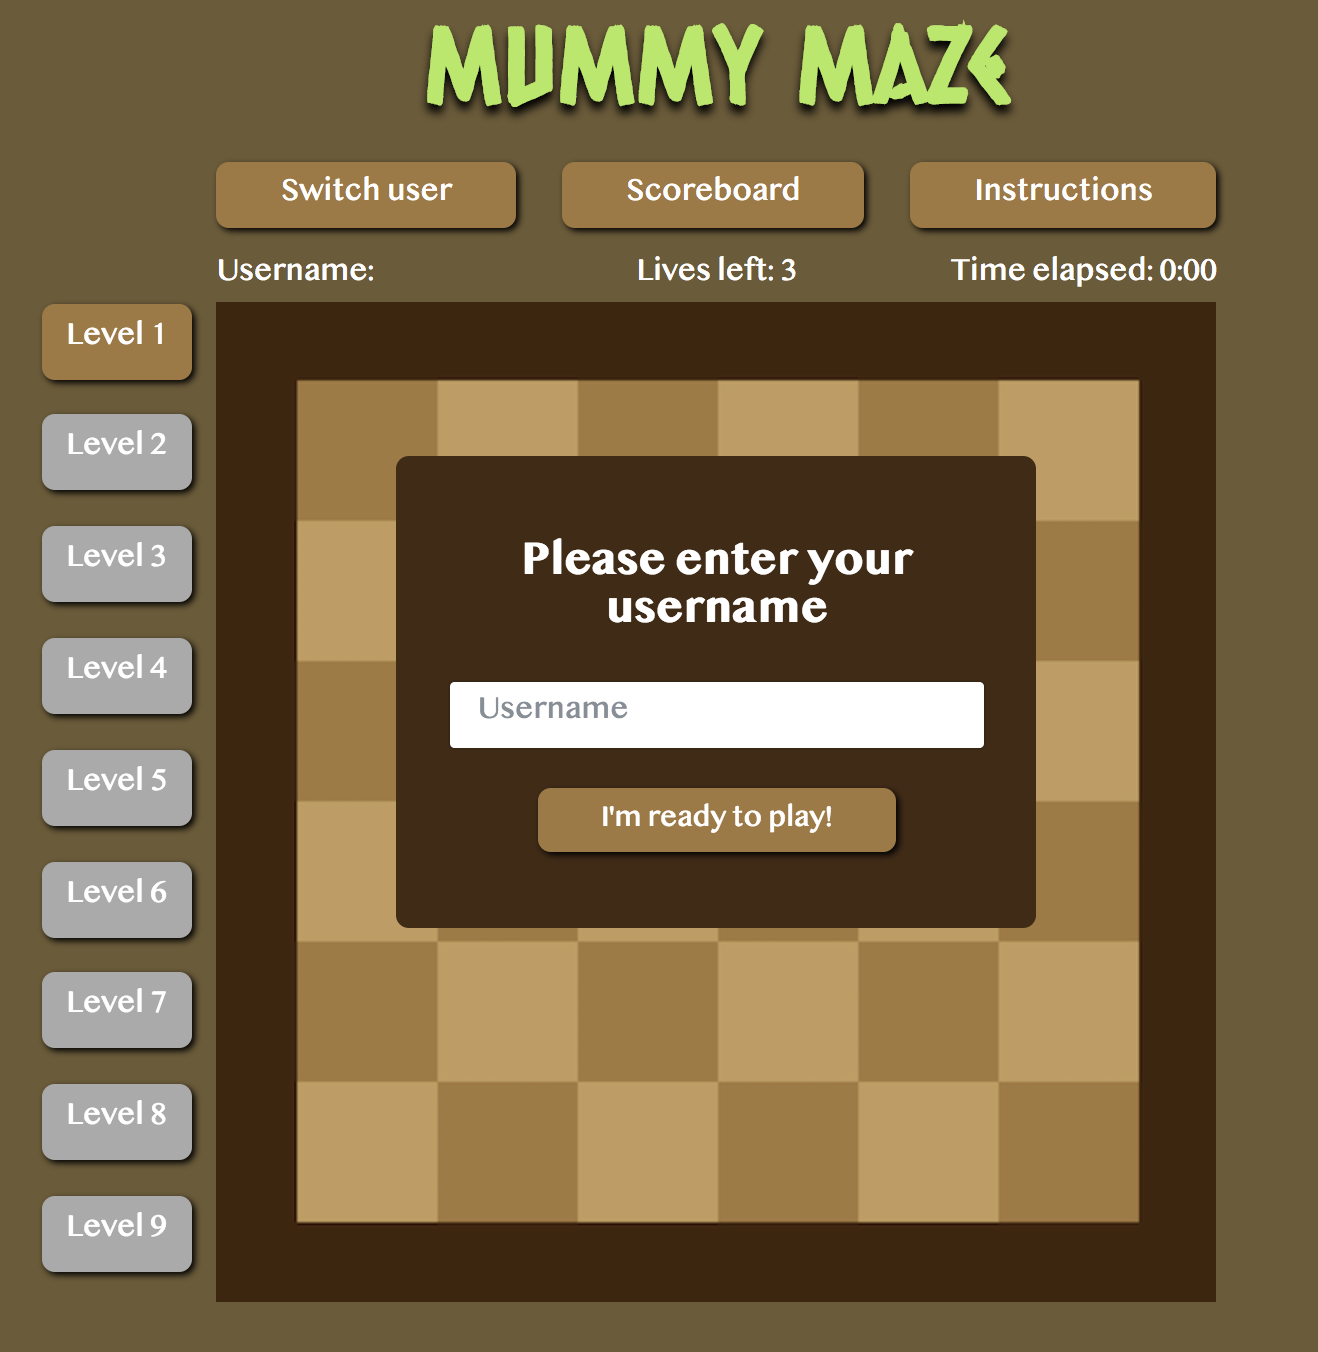 MUMMY MAZE
Switch user
Scoreboard
Instructions
Username:
Lives left: 3
Time elapsed: 0:00
Level 1
Level 2
Level 3
Level 4
Level 5
Level 6
Level 7
Level 8
Level 9
Please enter your
username
Username
I'm ready to play!